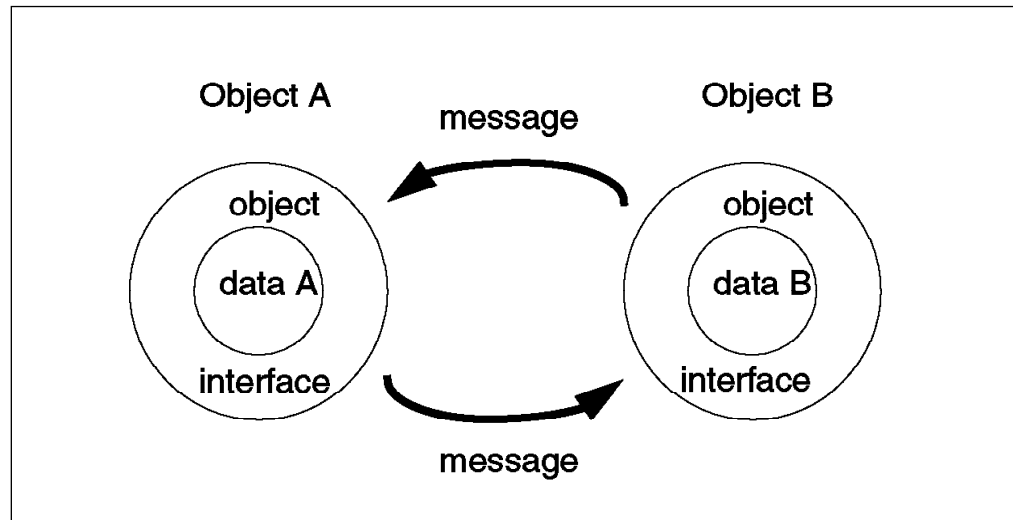 Object A
Object B
message
object
data A
interface
object
data B
interface
message